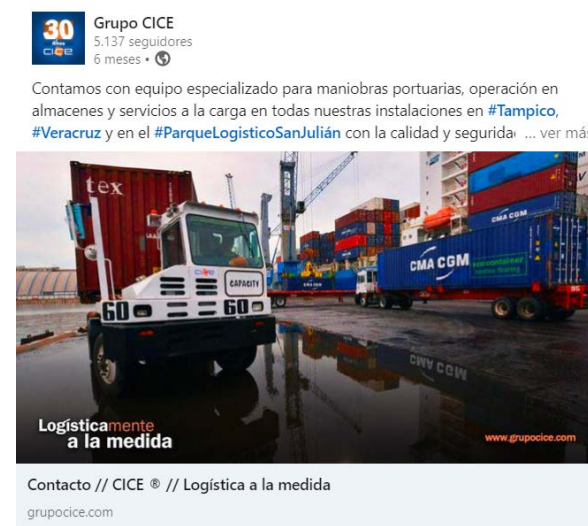 30
Años
CICE
Grupo CICE
5.137 seguidores
6 meses •
Contamos con equipo especializado para maniobras portuarias, operación en
almacenes y servicios a la carga en todas nuestras instalaciones en #Tampico,
#Veracruz y en el #ParqueLogisticoSanJulián con la calidad y segurida ... ver más
tex
CMA CGM
CMA CGM
CICE
CAPACITY
60
60
Logísticamente
a la medida
www.grupocice.com
Contacto // CICE ® // Logística a la medida
grupocice.com